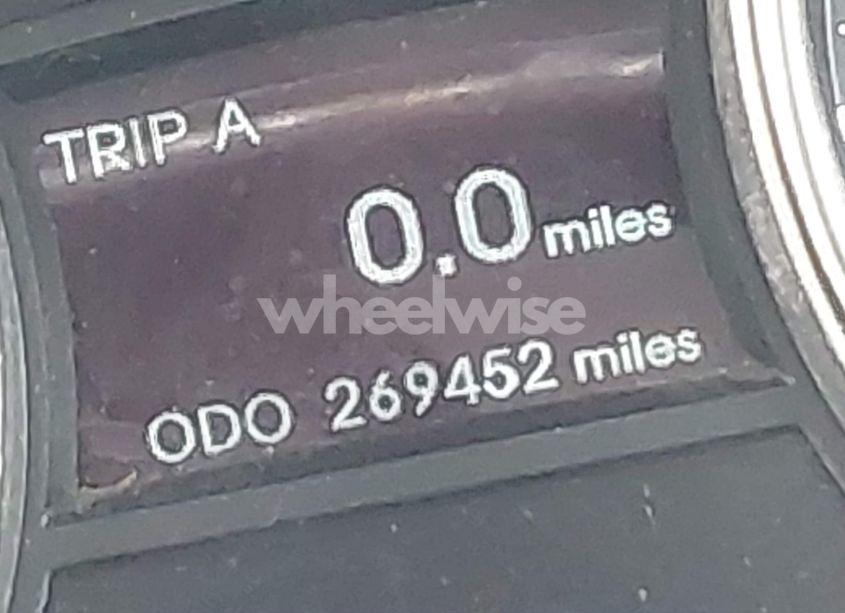 TRIP A
0.0 miles
wheelwise
ODO 269452 miles